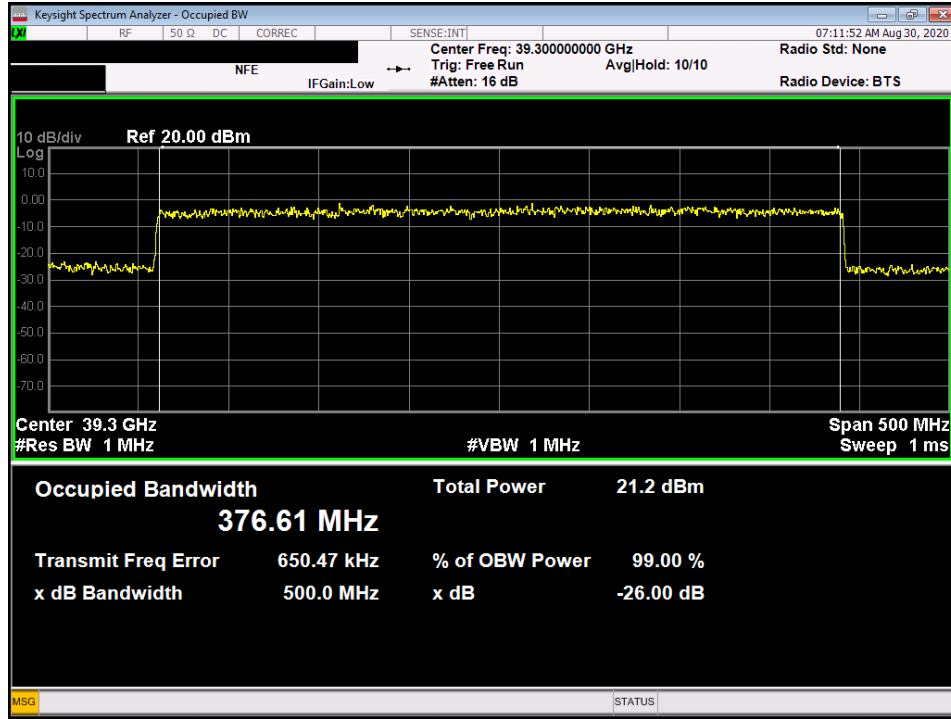 Keysight Spectrum Analyzer - Occupied BW
LXI RF 50 Ω DC CORREC SENSE:INT 07:11:52 AM Aug 30, 2020
Center Freq: 39.300000000 GHz Radio Std: None
NFE Trig: Free Run Avg|Hold: 10/10
IFGain:Low #Atten: 16 dB Radio Device: BTS
10 dB/div Ref 20.00 dBm
Log
10.0
0.00
-10.0
-20.0
-30.0
-40.0
-50.0
-60.0
-70.0
Center 39.3 GHz Span 500 MHz
#Res BW 1 MHz #VBW 1 MHz Sweep 1 ms
Occupied Bandwidth Total Power 21.2 dBm
376.61 MHz
Transmit Freq Error 650.47 kHz % of OBW Power 99.00 %
x dB Bandwidth 500.0 MHz x dB -26.00 dB
MSG STATUS